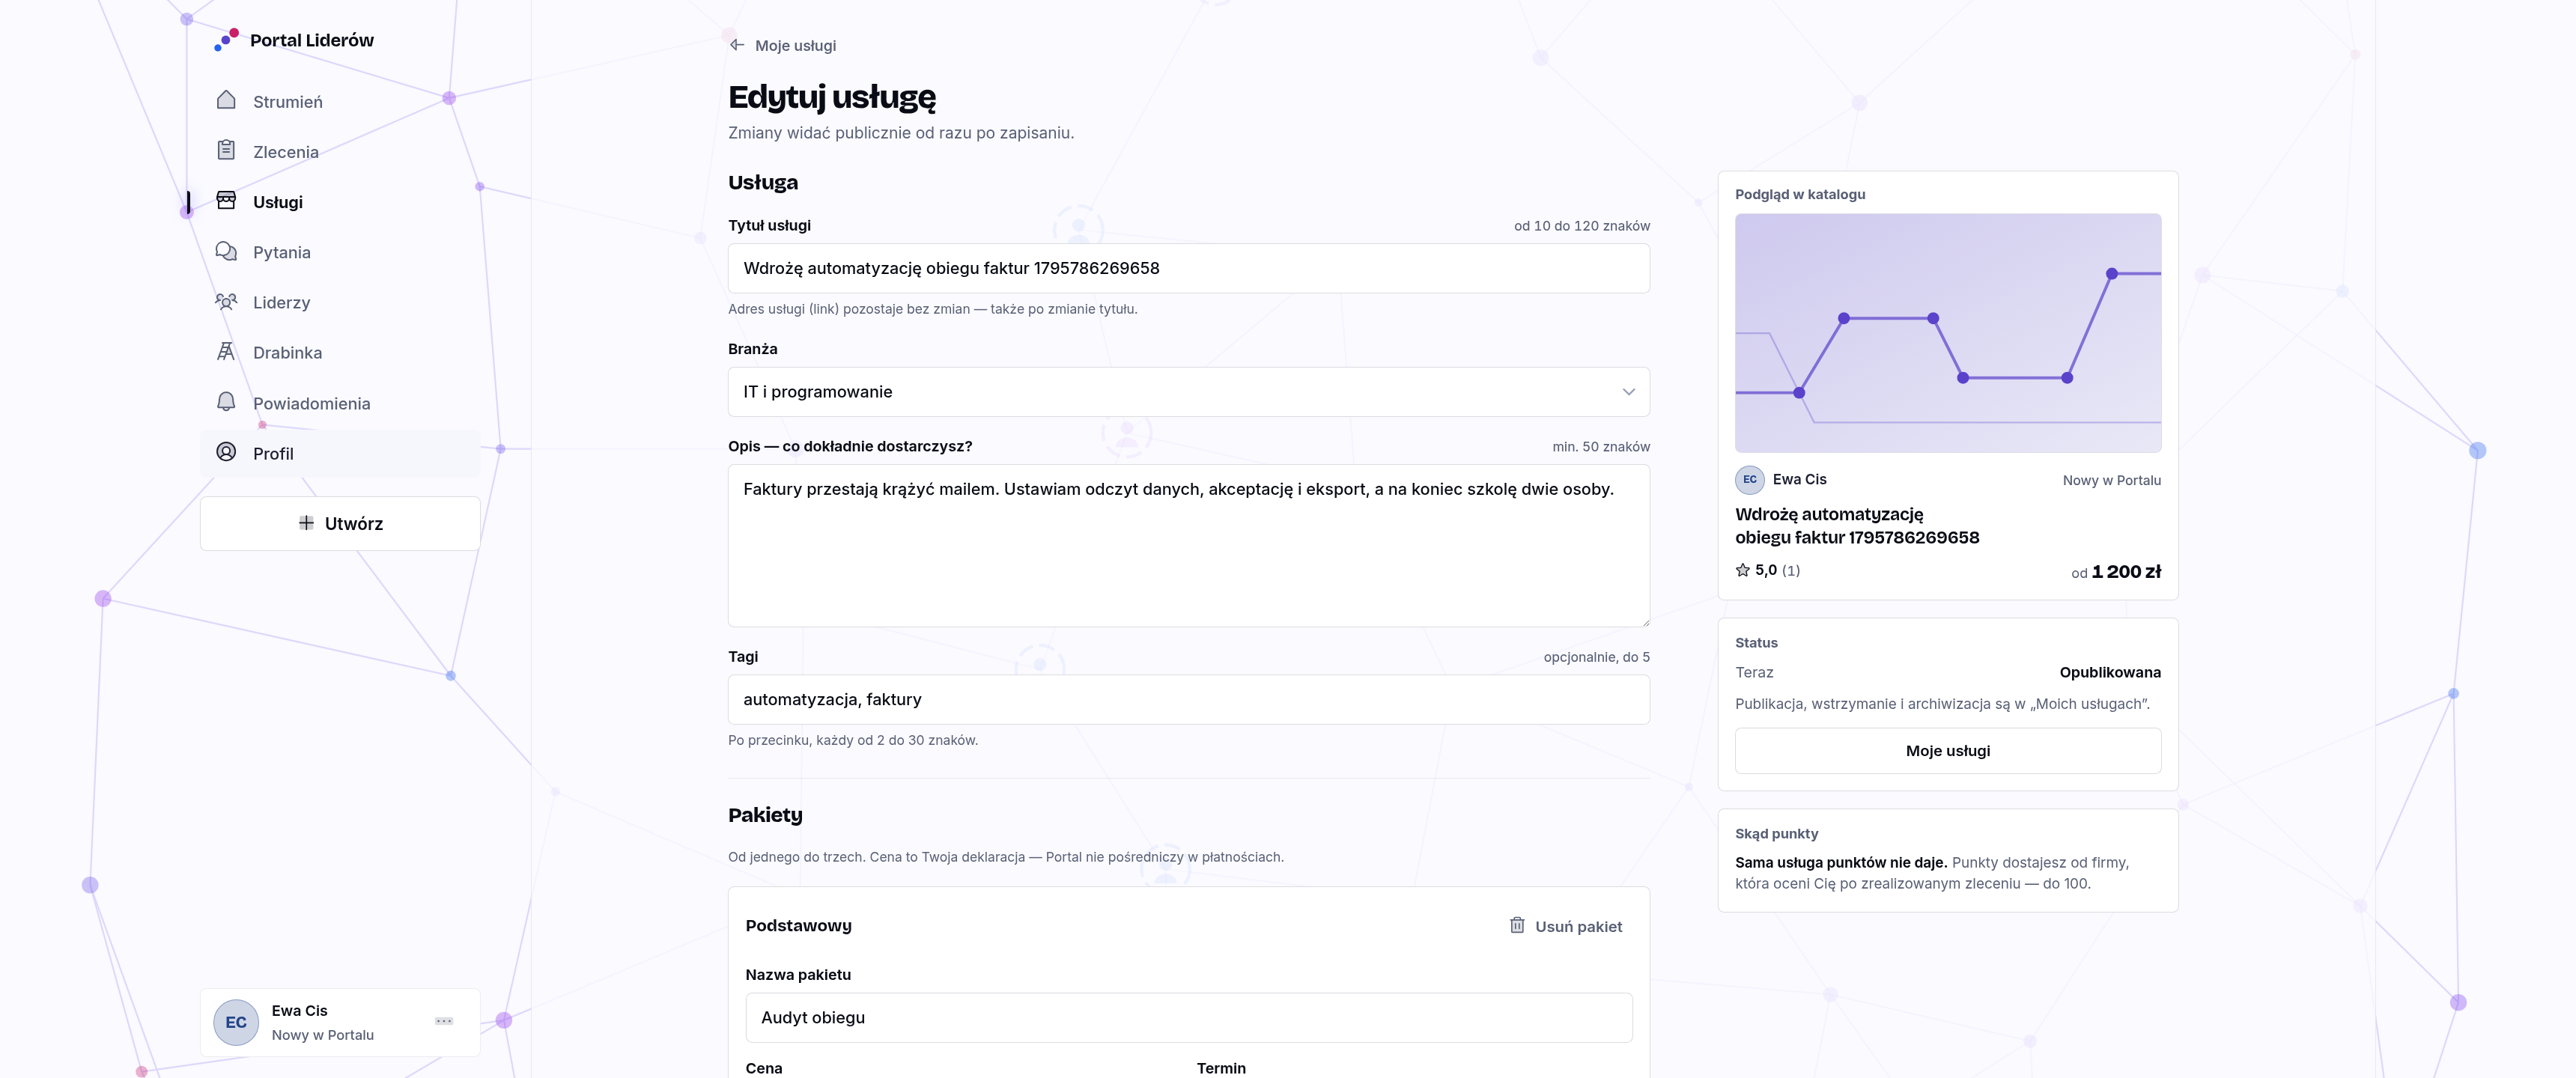 Portal Liderów
Strumień
Zlecenia
Usługi
Pytania
Liderzy
Drabinka
Powiadomienia
Profil
Utwórz
Ewa Cis
EC
Nowy w Portalu
Moje usługi
Edytuj usługę
Zmiany widać publicznie od razu po zapisaniu.
Usługa
Tytuł usługi
od 10 do 120 znaków
Wdrożę automatyzację obiegu faktur 1795786269658
Adres usługi (link) pozostaje bez zmian — także po zmianie tytułu.
Branża
IT i programowanie
Opis — co dokładnie dostarczysz?
min. 50 znaków
Faktury przestają krążyć mailem. Ustawiam odczyt danych, akceptację i eksport, a na koniec szkolę dwie osoby.
Tagi
opcjonalnie, do 5
automatyzacja, faktury
Po przecinku, każdy od 2 do 30 znaków.
Pakiety
Od jednego do trzech. Cena to Twoja deklaracja — Portal nie pośredniczy w płatnościach.
Podstawowy
Usuń pakiet
Nazwa pakietu
Audyt obiegu
Cena
Termin
Podgląd w katalogu
EC
Ewa Cis
Nowy w Portalu
Wdrożę automatyzację
obiegu faktur 1795786269658
5,0 (1)
od 1 200 zł
Status
Teraz
Opublikowana
Publikacja, wstrzymanie i archiwizacja są w „Moich usługach”.
Moje usługi
Skąd punkty
Sama usługa punktów nie daje. Punkty dostajesz od firmy,
która oceni Cię po zrealizowanym zleceniu — do 100.